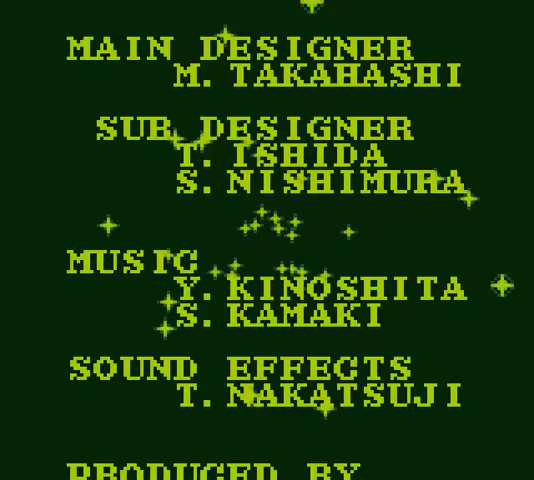 MAIN DESIGNER
M. TAKAHASHI
SUB DESIGNER
T. ISHIDA
S. NISHIMURA
MUSIC
Y. KINOSHITA
S. KAMAKI
SOUND EFFECTS
T. NAKATSUJI
PRODUCED BY